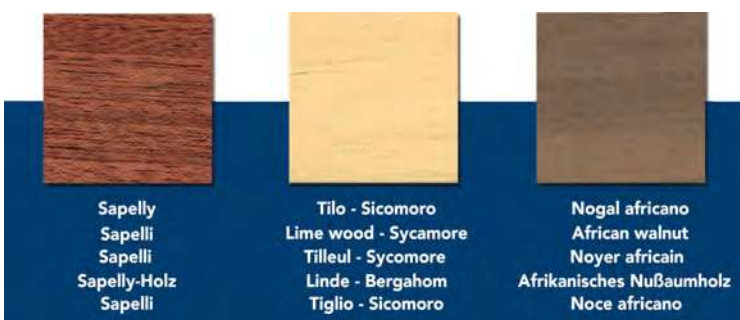 Sapelly
Sapelli
Sapelli
Sapelly-Holz
Sapelli
Tilo - Sicomoro
Lime wood - Sycamore
Tilleul - Sycomore
Linde - Bergahom
Tiglio - Sicomoro
Nogal africano
African walnut
Noyer africain
Afrikanisches Nußaumholz
Noce africano